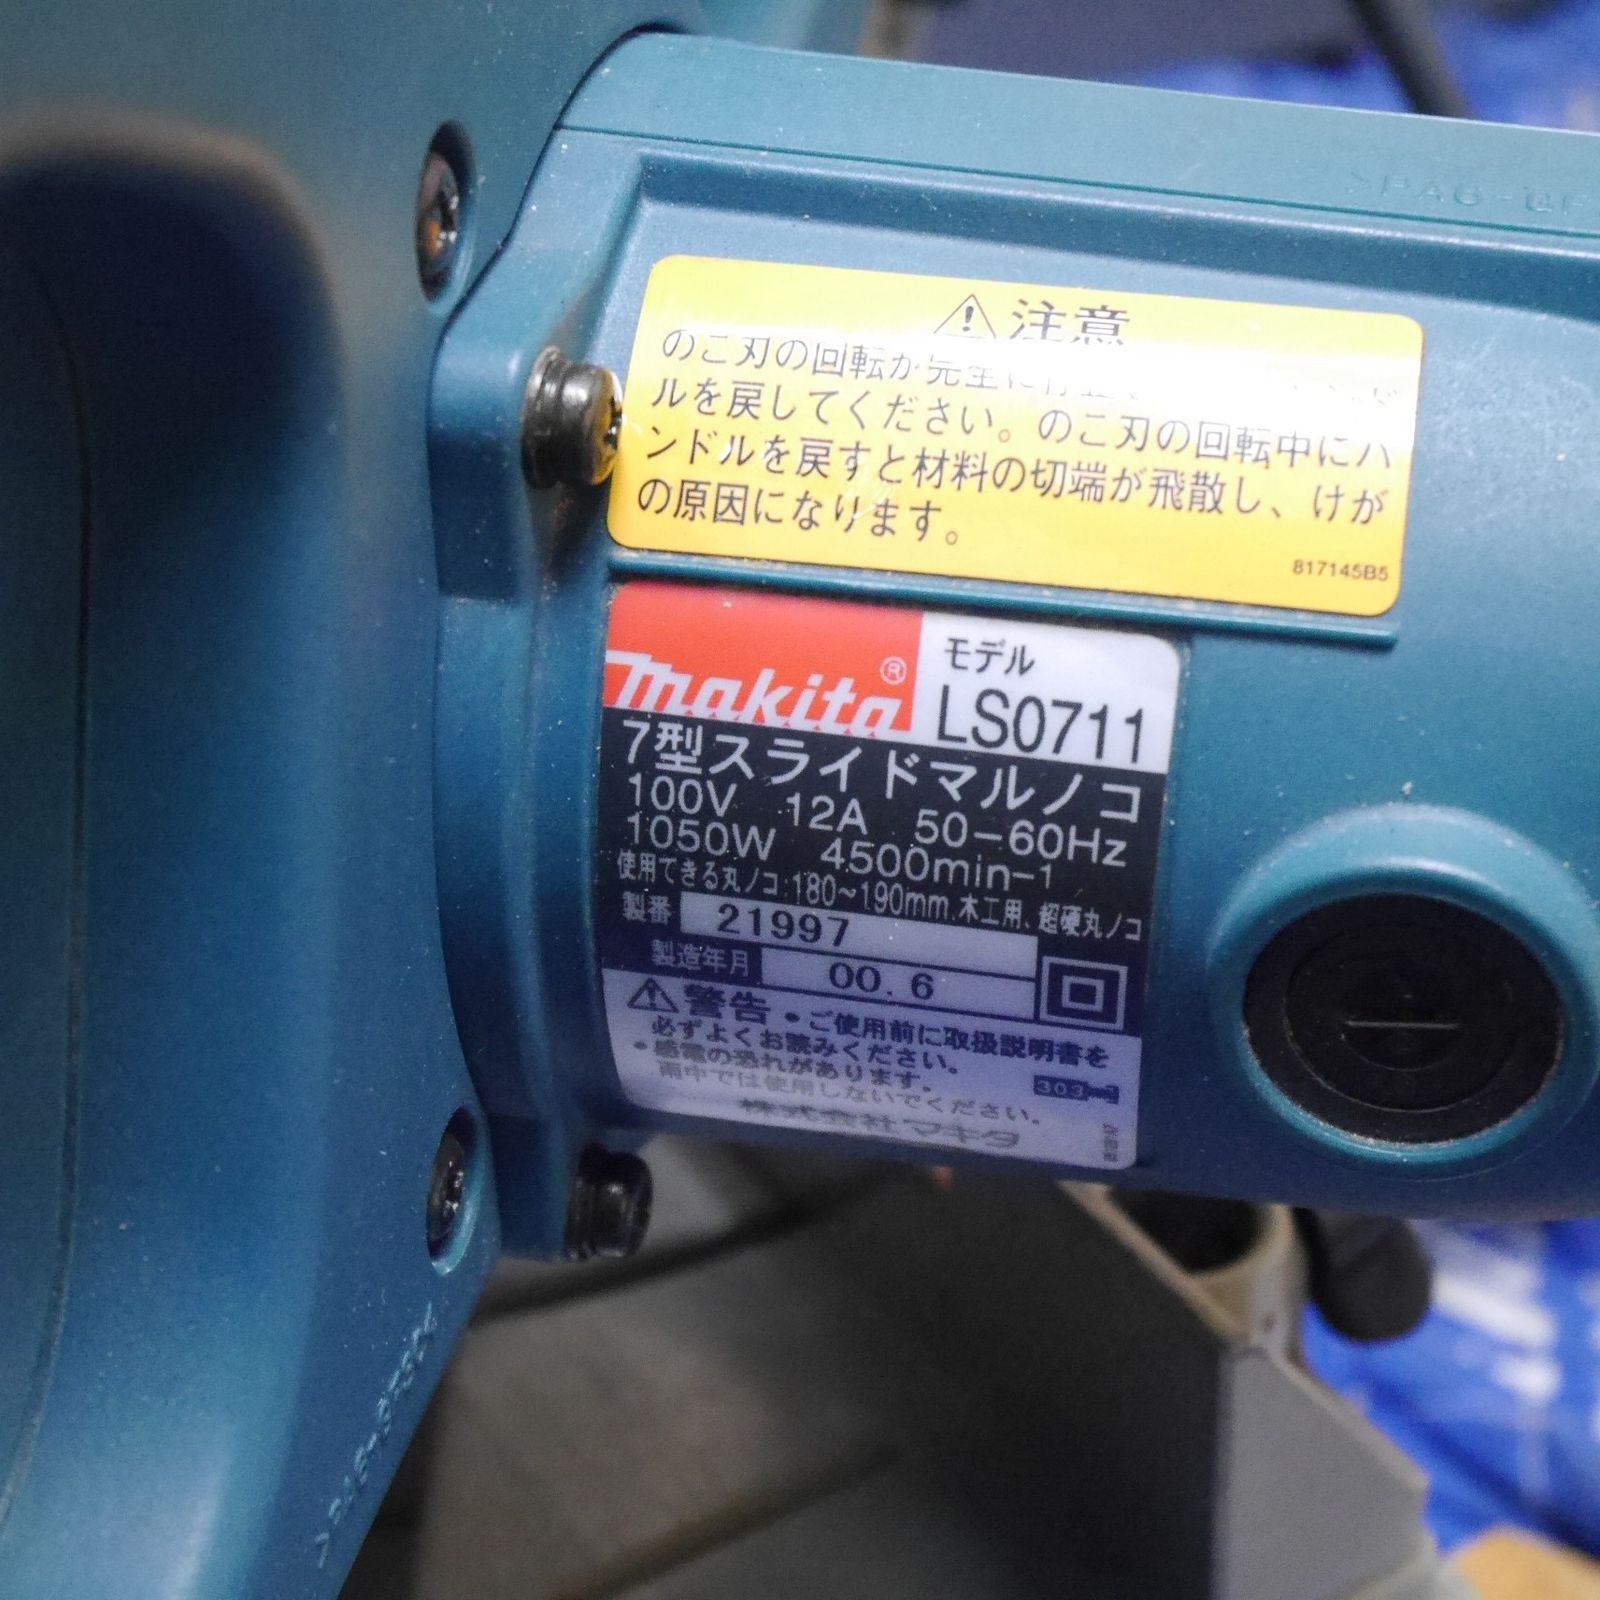 >PA6-GF
注意
のこ刃の回転が完全に
ルを戻してください。のこ刃の回転中にハ
ンドルを戻すと材料の切端が飛散し、けが
の原因になります。
817145B5
makita®
モデル
LS0711
7型スライドマルノコ
100V 12A 50-60Hz
1050W 4500min-1
使用できる丸ノコ:180~190mm.木工用、超硬丸ノコ
製番 21997
製造年月 00.6
警告 •ご使用前に取扱説明書を
必ずよくお読みください。
•感電の恐れがあります。
雨中では使用しないでください。
303
株式会社マキタ